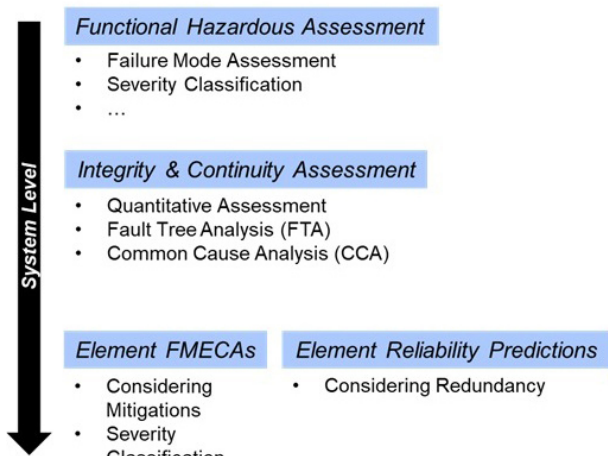 Functional Hazardous Assessment
• Failure Mode Assessment
• Severity Classification
• ...
Integrity & Continuity Assessment
• Quantitative Assessment
• Fault Tree Analysis (FTA)
• Common Cause Analysis (CCA)
System Level
Element FMECAs
• Considering
Mitigations
• Severity
Classification
Element Reliability Predictions
• Considering Redundancy